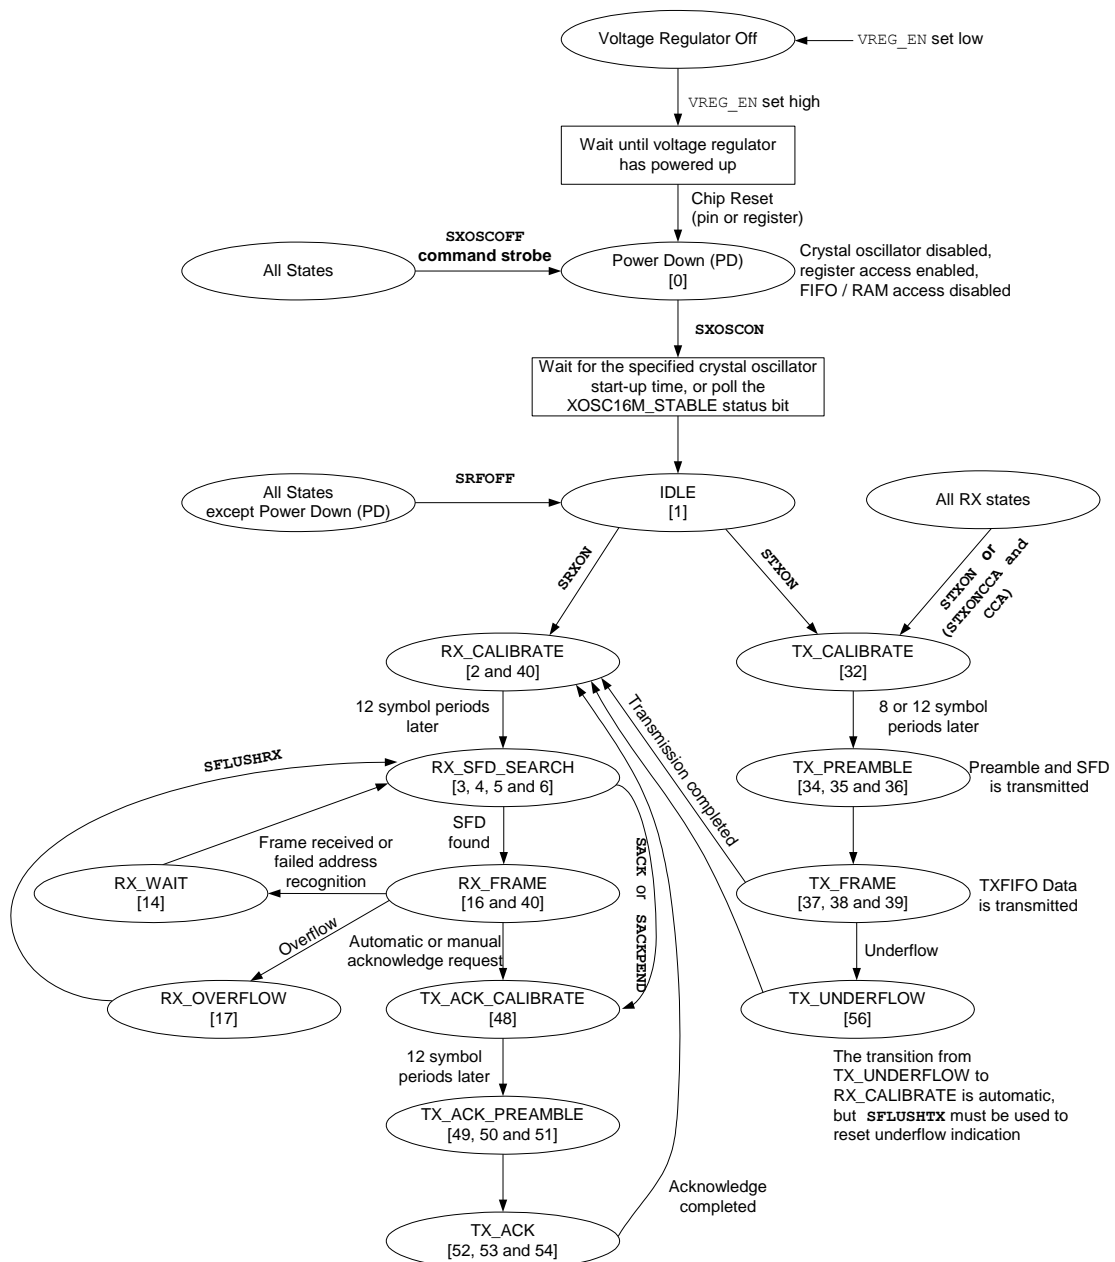 Voltage Regulator Off
VREG_EN set low
VREG_EN set high
Wait until voltage regulator
has powered up
Chip Reset
(pin or register)
SXOSCOFF
command strobe
All States
Power Down (PD)
[0]
Crystal oscillator disabled,
register access enabled,
FIFO / RAM access disabled
SXOSCON
Wait for the specified crystal oscillator
start-up time, or poll the
XOSC16M_STABLE status bit
All States
except Power Down (PD)
SRFOFF
IDLE
[1]
All RX states
SRXON
STXON
STXON or
(STXONCCA and
CCA)
RX_CALIBRATE
[2 and 40]
TX_CALIBRATE
[32]
12 symbol periods
later
8 or 12 symbol
periods later
Transmission completed
SFLUSHRX
RX_SFD_SEARCH
[3, 4, 5 and 6]
TX_PREAMBLE
[34, 35 and 36]
Preamble and SFD
is transmitted
SFD
found
Frame received or
failed address
recognition
SACK or SACKPEND
RX_WAIT
[14]
RX_FRAME
[16 and 40]
TX_FRAME
[37, 38 and 39]
TXFIFO Data
is transmitted
Overflow
Automatic or manual
acknowledge request
Underflow
RX_OVERFLOW
[17]
TX_ACK_CALIBRATE
[48]
TX_UNDERFLOW
[56]
12 symbol
periods later
The transition from
TX_UNDERFLOW to
RX_CALIBRATE is automatic,
but SFLUSHTX must be used to
reset underflow indication
TX_ACK_PREAMBLE
[49, 50 and 51]
Acknowledge
completed
TX_ACK
[52, 53 and 54]